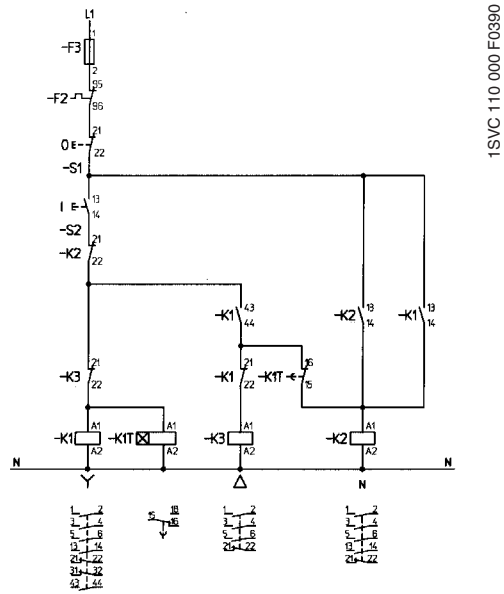 L1
1
-F3
2
95
-F2
96
21
0 E
22
-S1
13
I E
14
-S2
21
-K2
22
43
-K1
44
13
-K2
14
13
-K1
14
21
-K3
22
21
-K1
22
16
-K1T
15
A1
-K1
A2
A1
-K1T
A2
A1
-K3
A2
A1
-K2
A2
N
N
Y
Δ
N
1 2
3 4
5 6
13 14
21 22
31 32
43 44
18
15 16
Y
1 2
3 4
5 6
21 22
1 2
3 4
5 6
13 14
21 22
1SVC 110 000 F0390